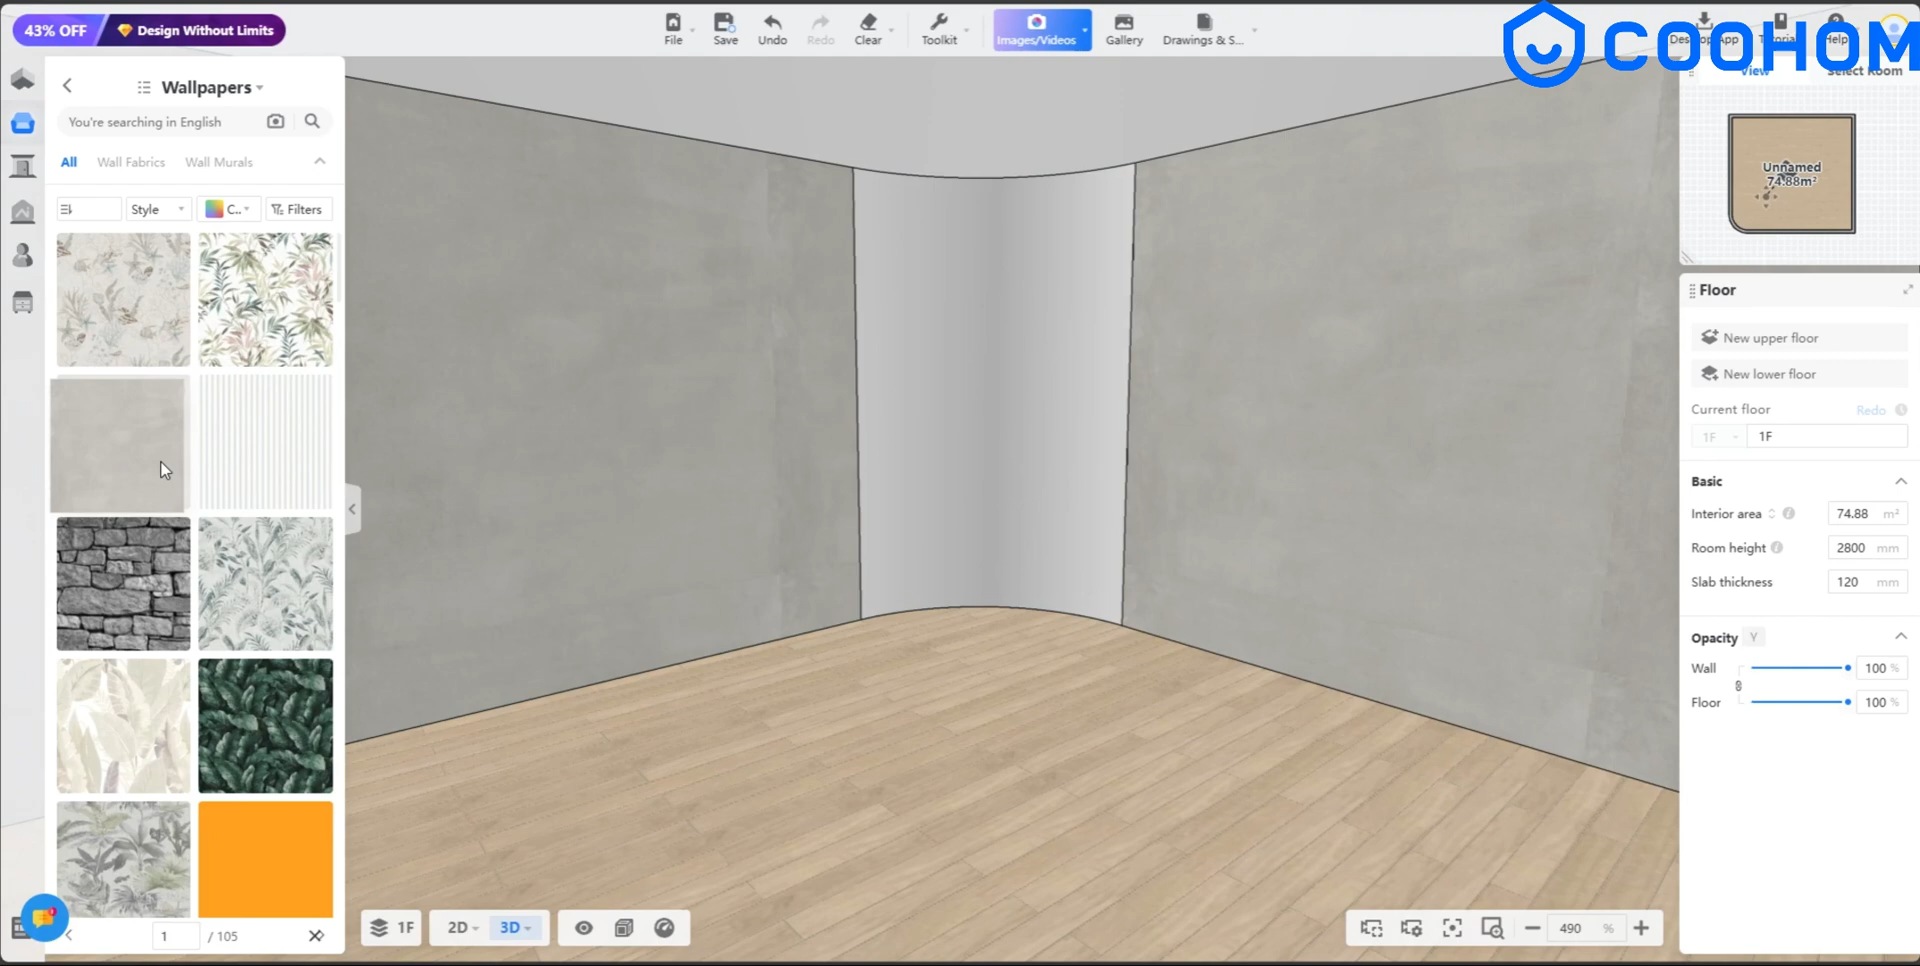 43% OFF Design Without Limits
File Save Undo Redo Clear Toolkit Images/Videos Gallery Drawings & S...
COOHOM
View Select Room
Wallpapers
You're searching in English
All Wall Fabrics Wall Murals
Style C.. Filters
Unnamed
74.88m²
Floor
New upper floor
New lower floor
Current floor Redo
1F 1F
Basic
Interior area 74.88 m²
Room height 2800 mm
Slab thickness 120 mm
Opacity Y
Wall 100 %
Floor 100 %
1 / 105
1F 2D 3D
490 %